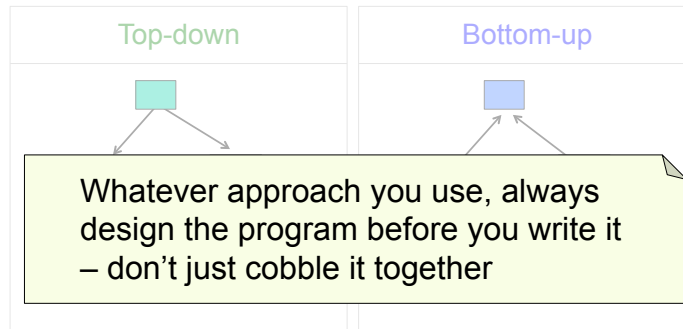 Top-down
Bottom-up
Whatever approach you use, always
design the program before you write it
– don’t just cobble it together